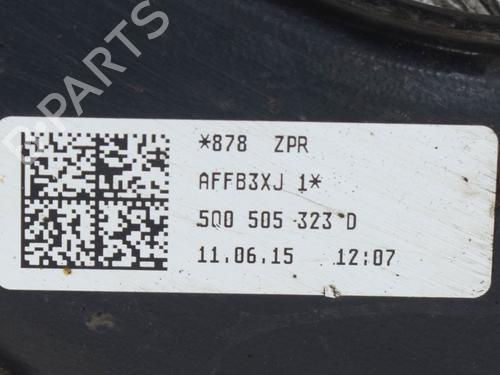 *878 ZPR
AFFB3XJ 1*
5Q0 505 323 D
11.06.15 12:07
B-PARTS